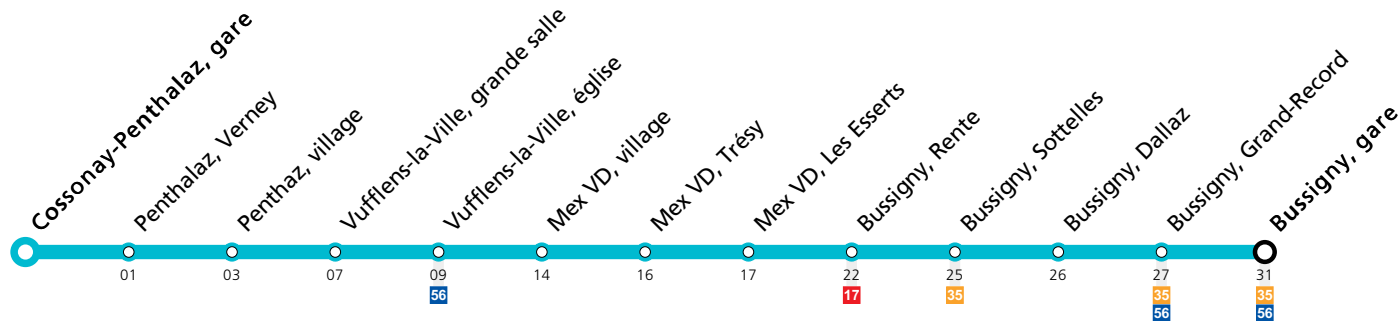 Cossonay-Penthalaz, gare
Penthalaz, Verney
Penthaz, village
Vufflens-la-Ville, grande salle
Vufflens-la-Ville, église
Mex VD, village
Mex VD, Trésy
Mex VD, Les Esserts
Bussigny, Rente
Bussigny, Sottelles
Bussigny, Dallaz
Bussigny, Grand-Record
Bussigny, gare
01 03 07 09 14 16 17 22 25 26 27 31
56 17 35 35 35
56 56